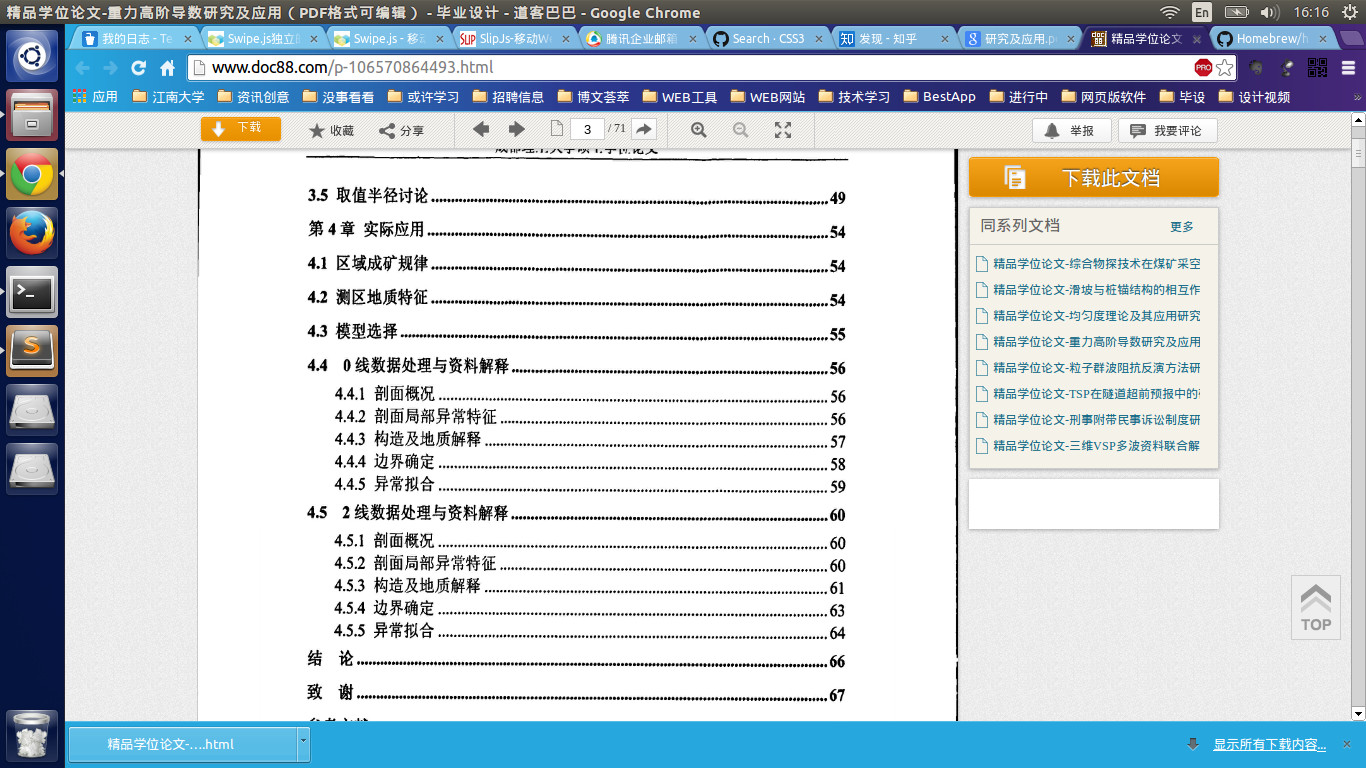 精品学位论文-重力高阶导数研究及应用（PDF格式可编辑） - 毕业设计 - 道客巴巴 - Google Chrome
En
16:16
我的日志 - Te
Swipe.js独立
Swipe.js - 移
SLIP SlipJs-移动We
腾讯企业邮箱
Search · CSS3
知 发现 - 知乎
8 研究及应用.p
doc 88 精品学位论文
Homebrew/h
www.doc88.com/p-106570864493.html
PRO
应用
江南大学
资讯创意
没事看看
或许学习
招聘信息
博文荟萃
WEB工具
WEB网站
技术学习
BestApp
进行中
网页版软件
毕设
设计视频
»
下载
收藏
分享
3 / 71
举报
我要评论
3.5 取值半径讨论 49
第 4 章 实际应用 54
4.1 区域成矿规律 54
4.2 测区地质特征 54
4.3 模型选择 55
4.4 0 线数据处理与资料解释 56
4.4.1 剖面概况 56
4.4.2 剖面局部异常特征 56
4.4.3 构造及地质解释 57
4.4.4 边界确定 58
4.4.5 异常拟合 59
4.5 2 线数据处理与资料解释 60
4.5.1 剖面概况 60
4.5.2 剖面局部异常特征 60
4.5.3 构造及地质解释 61
4.5.4 边界确定 63
4.5.5 异常拟合 64
结 论 66
致 谢 67
下载此文档
同系列文档
更多
精品学位论文-综合物探技术在煤矿采空
精品学位论文-滑坡与桩锚结构的相互作
精品学位论文-均匀度理论及其应用研究
精品学位论文-重力高阶导数研究及应用
精品学位论文-粒子群波阻抗反演方法研
精品学位论文-TSP在隧道超前预报中的
精品学位论文-刑事附带民事诉讼制度研
精品学位论文-三维VSP多波资料联合解
TOP
精品学位论文-....html
显示所有下载内容...